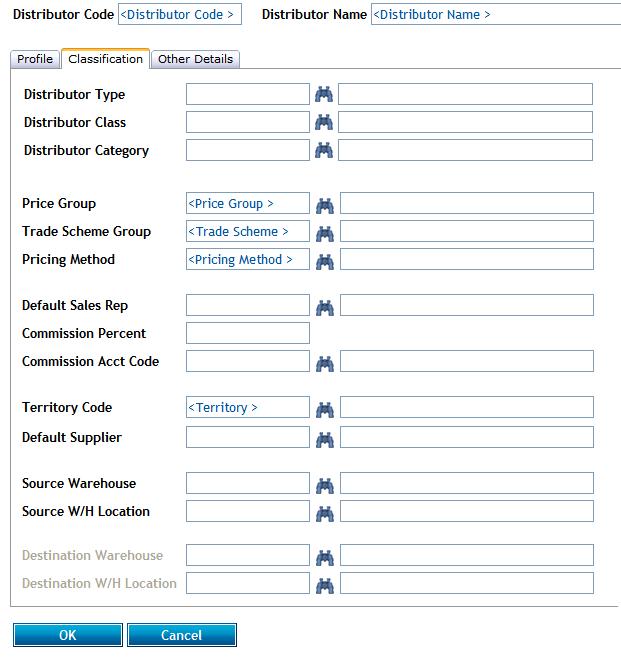 Distributor Code <Distributor Code > Distributor Name <Distributor Name >
Profile Classification Other Details
Distributor Type
Distributor Class
Distributor Category
Price Group <Price Group >
Trade Scheme Group <Trade Scheme >
Pricing Method <Pricing Method >
Default Sales Rep
Commission Percent
Commission Acct Code
Territory Code <Territory >
Default Supplier
Source Warehouse
Source W/H Location
Destination Warehouse
Destination W/H Location
OK Cancel